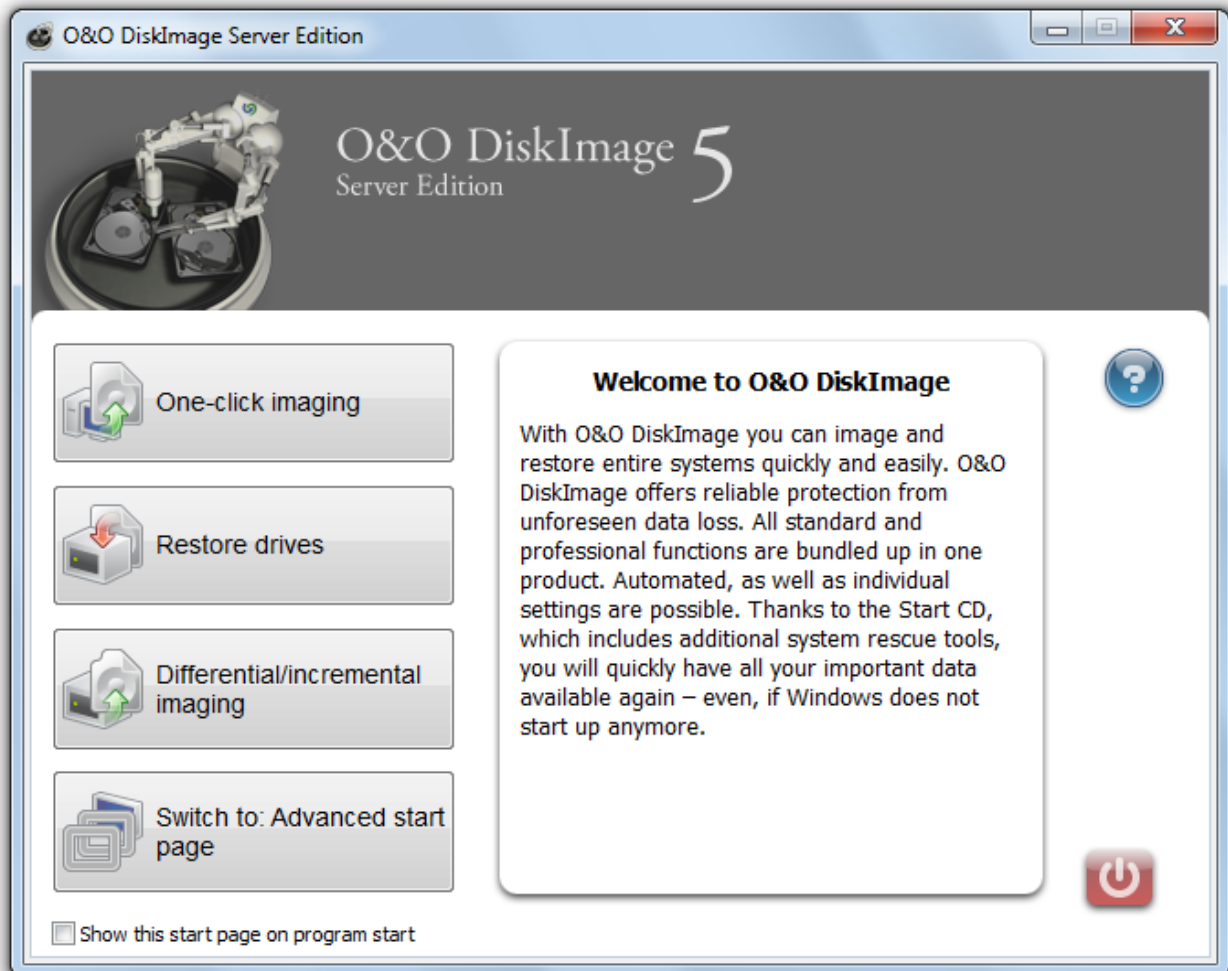 O&O DiskImage Server Edition
O&O DiskImage 5
Server Edition
One-click imaging
Restore drives
Differential/incremental
imaging
Switch to: Advanced start
page
Show this start page on program start
Welcome to O&O DiskImage
With O&O DiskImage you can image and
restore entire systems quickly and easily. O&O
DiskImage offers reliable protection from
unforeseen data loss. All standard and
professional functions are bundled up in one
product. Automated, as well as individual
settings are possible. Thanks to the Start CD,
which includes additional system rescue tools,
you will quickly have all your important data
available again – even, if Windows does not
start up anymore.
?